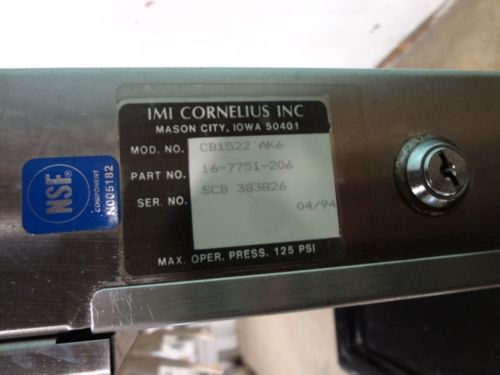 IMI CORNELIUS INC
MASON CITY, IOWA 50401
MOD. NO. CB1522 AK6
PART NO. 16-7751-206
SER. NO. SCB 383826
04/94
MAX. OPER. PRESS. 125 PSI
NSF
COMPONENT
N005182